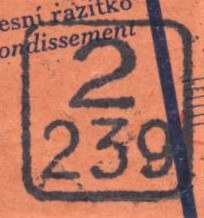 esní razítko
ondissement
2
239